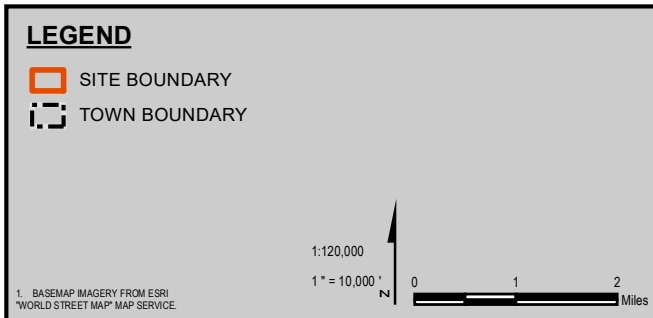 LEGEND
SITE BOUNDARY
TOWN BOUNDARY
1:120,000
1 " = 10,000 '
N
0 1 2
Miles
1. BASEMAP IMAGERY FROM ESRI
"WORLD STREET MAP" MAP SERVICE.